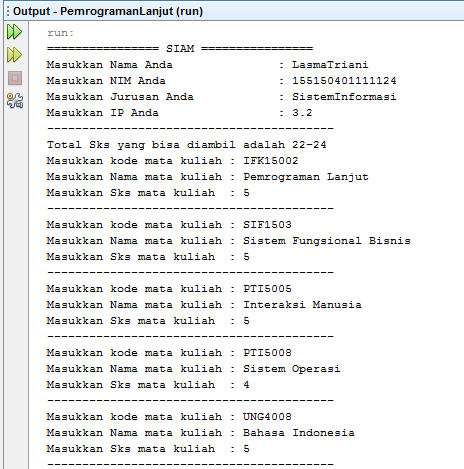 Output - PemrogramanLanjut (run)
run:
================ SIAM ================
Masukkan Nama Anda : LasmaTriani
Masukkan NIM Anda : 155150401111124
Masukkan Jurusan Anda : SistemInformasi
Masukkan IP Anda : 3.2
-----------------------------------------
Total Sks yang bisa diambil adalah 22-24
Masukkan kode mata kuliah : IFK15002
Masukkan Nama mata kuliah : Pemrograman Lanjut
Masukkan Sks mata kuliah : 5
-----------------------------------------
Masukkan kode mata kuliah : SIF1503
Masukkan Nama mata kuliah : Sistem Fungsional Bisnis
Masukkan Sks mata kuliah : 5
-----------------------------------------
Masukkan kode mata kuliah : PTI5005
Masukkan Nama mata kuliah : Interaksi Manusia
Masukkan Sks mata kuliah : 5
-----------------------------------------
Masukkan kode mata kuliah : PTI5008
Masukkan Nama mata kuliah : Sistem Operasi
Masukkan Sks mata kuliah : 4
-----------------------------------------
Masukkan kode mata kuliah : UNG4008
Masukkan Nama mata kuliah : Bahasa Indonesia
Masukkan Sks mata kuliah : 5
-----------------------------------------